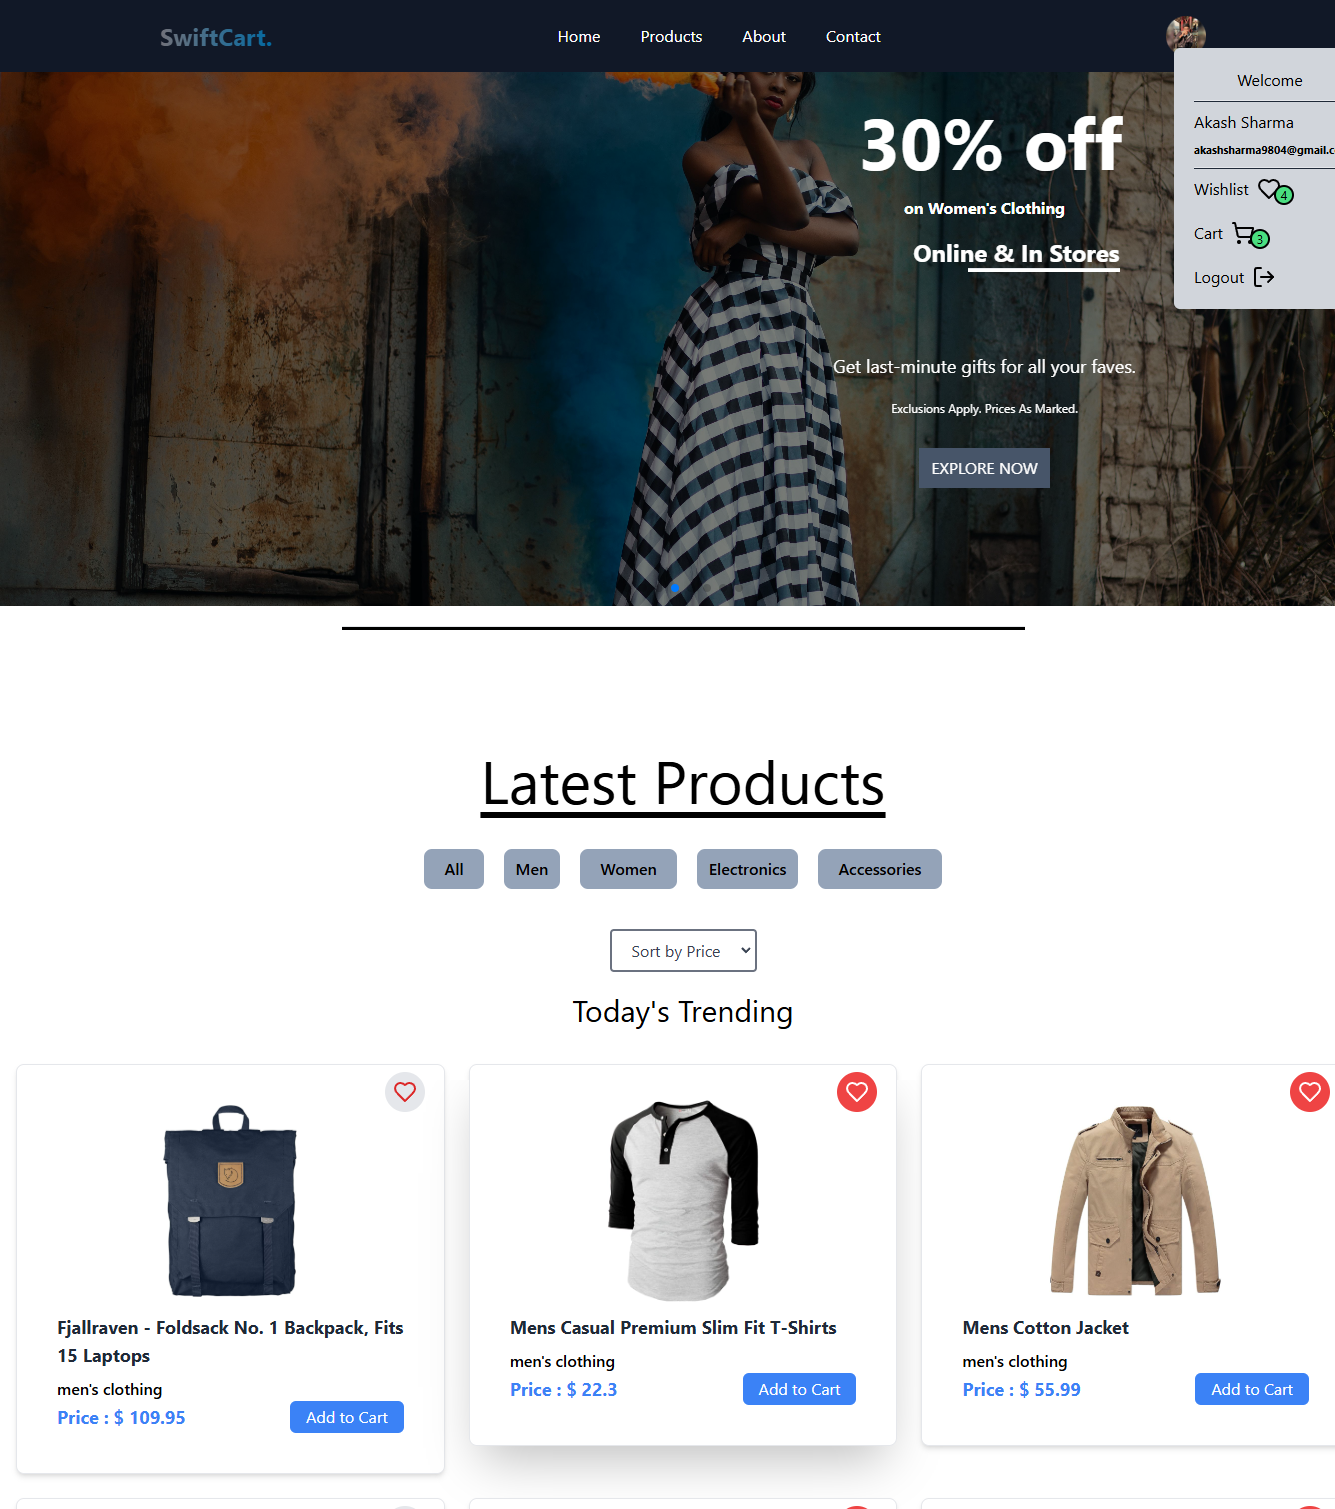 SwiftCart.
Home
Products
About
Contact
Welcome
Akash Sharma
akashsharma9804@gmail.c
Wishlist
4
Cart
3
Logout
30% off
on Women's Clothing
Online & In Stores
Get last-minute gifts for all your faves.
Exclusions Apply. Prices As Marked.
EXPLORE NOW
Latest Products
All
Men
Women
Electronics
Accessories
Sort by Price
Today's Trending
Fjallraven - Foldsack No. 1 Backpack, Fits
15 Laptops
men's clothing
Price : $ 109.95
Add to Cart
Mens Casual Premium Slim Fit T-Shirts
men's clothing
Price : $ 22.3
Add to Cart
Mens Cotton Jacket
men's clothing
Price : $ 55.99
Add to Cart